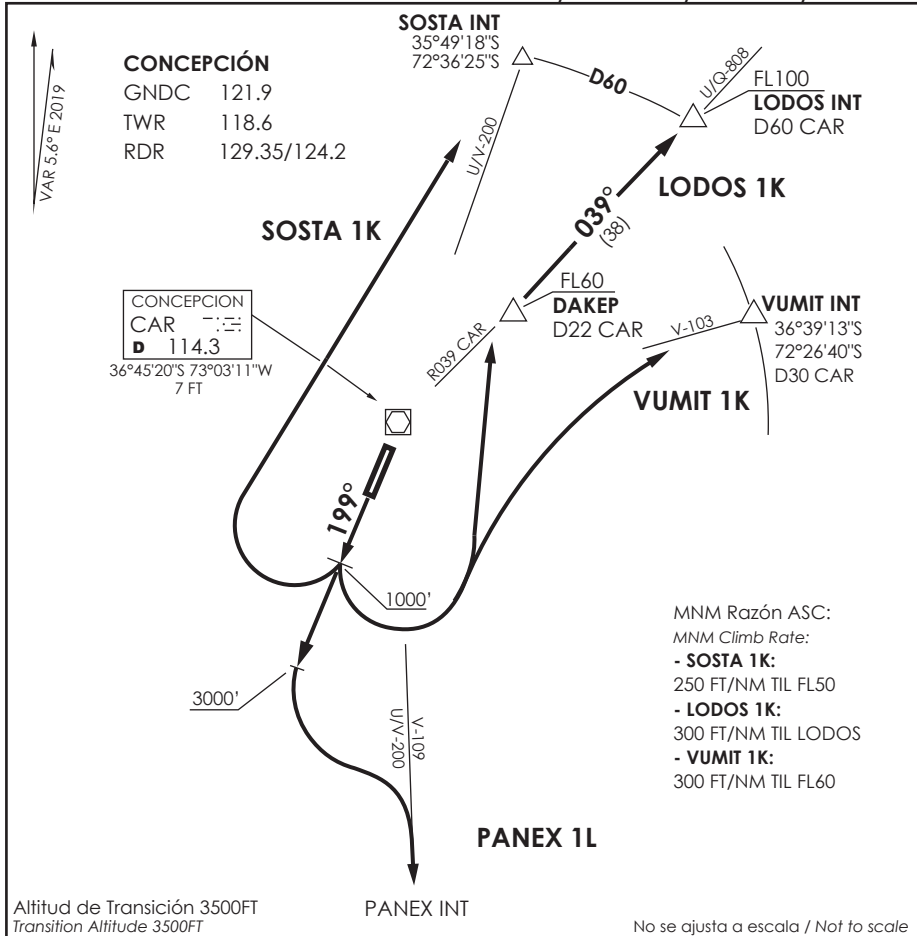 SOSTA INT
35°49'18"S
72°36'25"S
VAR 5.6° E 2019
CONCEPCIÓN
GNDC 121.9
TWR 118.6
RDR 129.35/124.2
D60
U/Q-808
FL100
LODOS INT
D60 CAR
U/V-200
SOSTA 1K
LODOS 1K
039°
(38)
CONCEPCION
CAR
D 114.3
36°45'20"S 73°03'11"W
7 FT
FL60
DAKEP
D22 CAR
R039 CAR
V-103
VUMIT INT
36°39'13"S
72°26'40"S
D30 CAR
VUMIT 1K
199°
1000'
3000'
V-109
U/V-200
MNM Razón ASC:
MNM Climb Rate:
- SOSTA 1K:
250 FT/NM TIL FL50
- LODOS 1K:
300 FT/NM TIL LODOS
- VUMIT 1K:
300 FT/NM TIL FL60
PANEX 1L
PANEX INT
Altitud de Transición 3500FT
Transition Altitude 3500FT
No se ajusta a escala / Not to scale